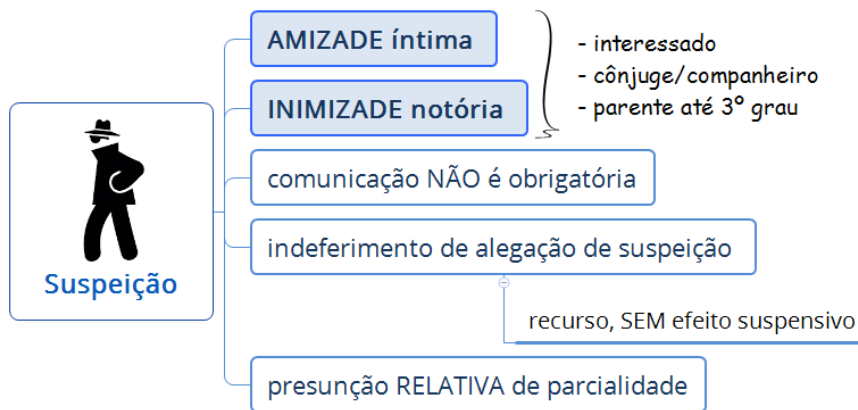 Suspeição
AMIZADE íntima
INIMIZADE notória
- interessado
- cônjuge/companheiro
- parente até 3º grau
comunicação NÃO é obrigatória
indeferimento de alegação de suspeição
recurso, SEM efeito suspensivo
presunção RELATIVA de parcialidade